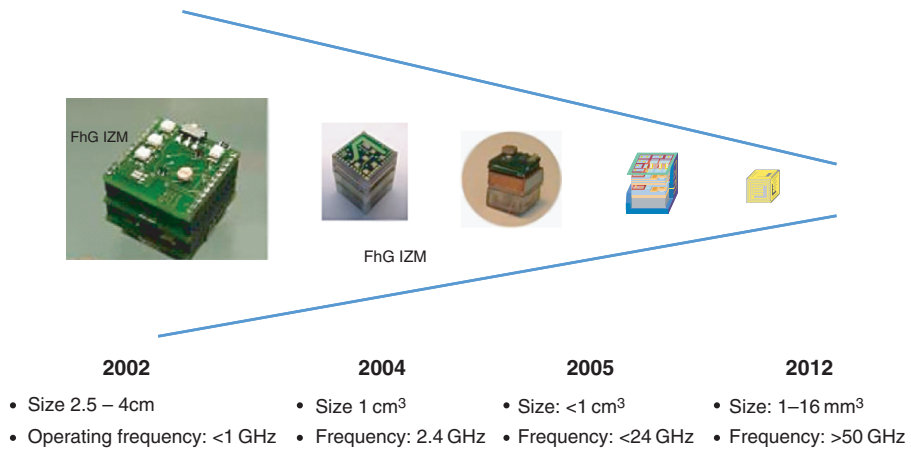 FhG IZM
FhG IZM
2002
• Size 2.5 – 4cm
• Operating frequency: <1 GHz
2004
• Size 1 cm³
• Frequency: 2.4 GHz
2005
• Size: <1 cm³
• Frequency: <24 GHz
2012
• Size: 1–16 mm³
• Frequency: >50 GHz